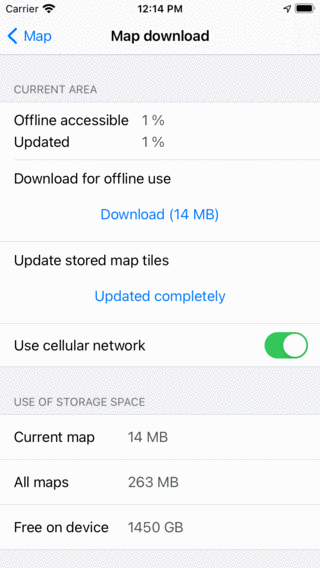 Carrier 12:14 PM
Map Map download
CURRENT AREA
Offline accessible 1 %
Updated 1 %
Download for offline use
Download (14 MB)
Update stored map tiles
Updated completely
Use cellular network
USE OF STORAGE SPACE
Current map 14 MB
All maps 263 MB
Free on device 1450 GB